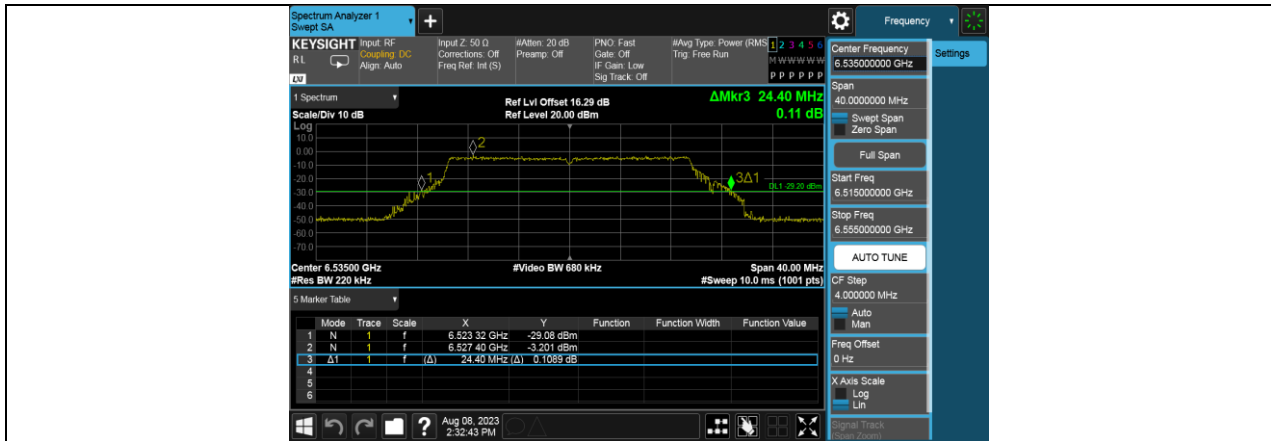 Spectrum Analyzer 1
Swept SA
Frequency
KEYSIGHT
RL
LXI
Input: RF
Coupling: DC
Align: Auto
Input Z: 50 Ω
Corrections: Off
Freq Ref: Int (S)
#Atten: 20 dB
Preamp: Off
PNO: Fast
Gate: Off
IF Gain: Low
Sig Track: Off
#Avg Type: Power (RMS
Trig: Free Run
1 2 3 4 5 6
M W W W W W
P P P P P P
Center Frequency
6.535000000 GHz
Settings
Span
40.0000000 MHz
Swept Span
Zero Span
Full Span
Start Freq
6.515000000 GHz
Stop Freq
6.555000000 GHz
AUTO TUNE
CF Step
4.000000 MHz
Auto
Man
Freq Offset
0 Hz
X Axis Scale
Log
Lin
Signal Track
(Span Zoom)
1 Spectrum
Scale/Div 10 dB
Ref Lvl Offset 16.29 dB
Ref Level 20.00 dBm
ΔMkr3 24.40 MHz
0.11 dB
Log
10.0
0.00
-10.0
-20.0
-30.0
-40.0
-50.0
-60.0
-70.0
1
2
3Δ1
DL1 -29.20 dBm
Center 6.53500 GHz
#Res BW 220 kHz
#Video BW 680 kHz
Span 40.00 MHz
#Sweep 10.0 ms (1001 pts)
5 Marker Table
Mode Trace Scale X Y Function Function Width Function Value
1 N 1 f 6.523 32 GHz -29.08 dBm
2 N 1 f 6.527 40 GHz -3.201 dBm
3 Δ1 1 f (Δ) 24.40 MHz (Δ) 0.1089 dB
4
5
6
?
Aug 08, 2023
2:32:43 PM